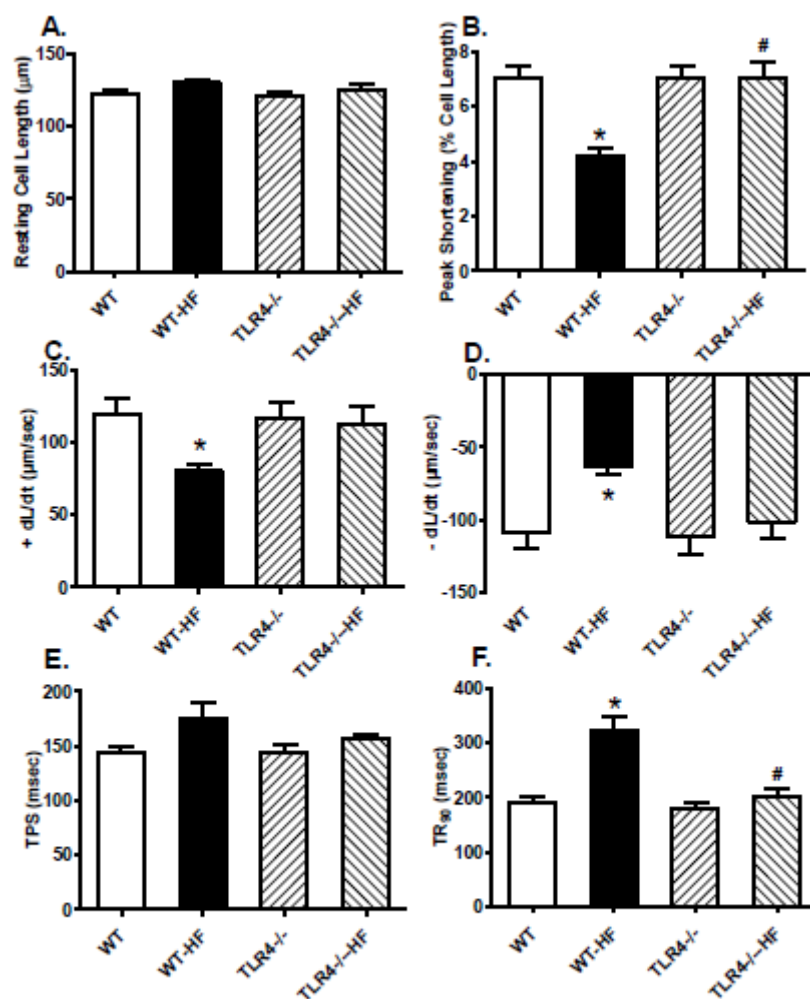 A.
Resting Cell Length (μm)
150
100
50
0
WT
WT-HF
TLR4-/-
TLR4-/--HF
B.
Peak Shortening (% Cell Length)
8
6
4
2
0
*
#
WT
WT-HF
TLR4-/-
TLR4-/--HF
C.
+ dL/dt (μm/sec)
150
100
50
0
*
WT
WT-HF
TLR4-/-
TLR4-/--HF
D.
- dL/dt (μm/sec)
0
-50
-100
-150
*
WT
WT-HF
TLR4-/-
TLR4-/--HF
E.
TPS (msec)
200
150
100
50
0
WT
WT-HF
TLR4-/-
TLR4-/--HF
F.
TR90 (msec)
400
300
200
100
0
*
#
WT
WT-HF
TLR4-/-
TLR4-/--HF